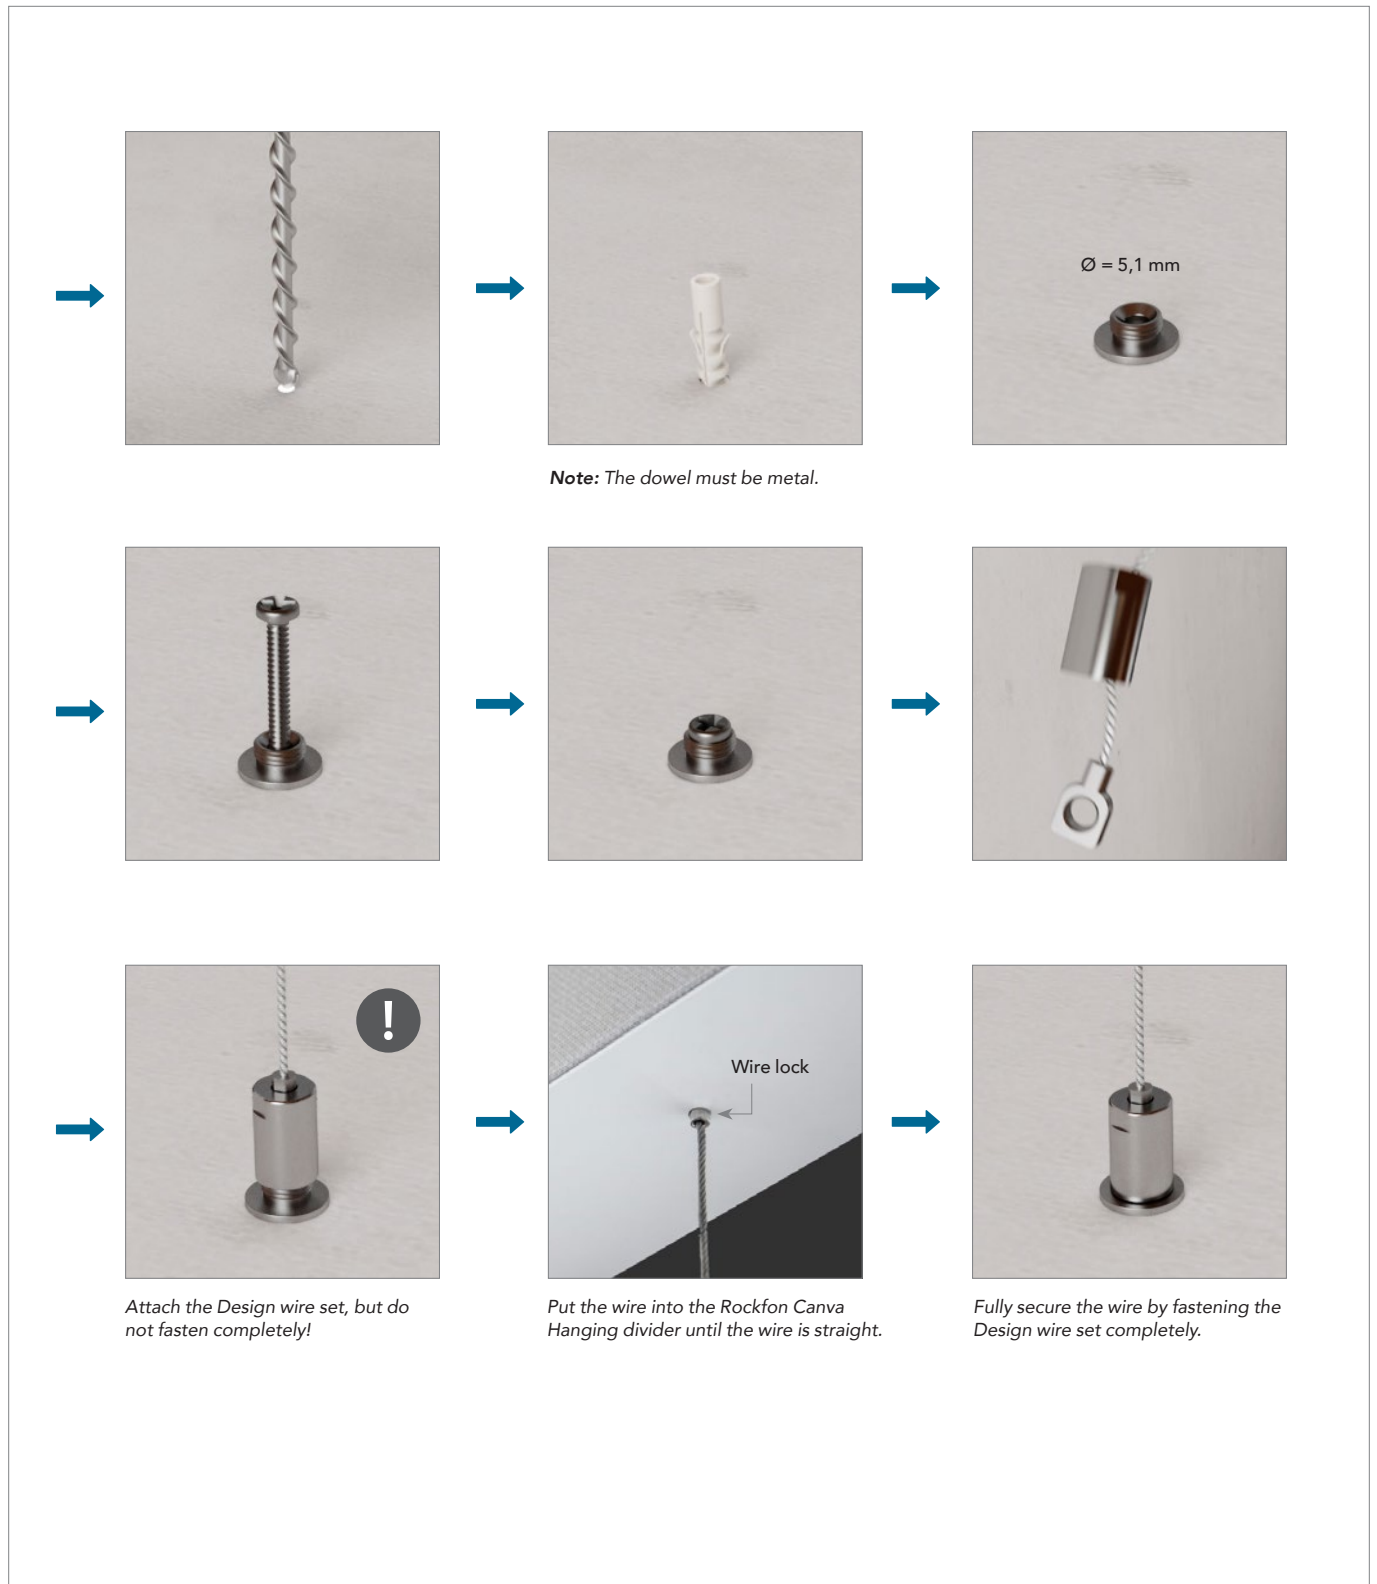 Ø = 5,1 mm
Note: The dowel must be metal.
!
Wire lock
Attach the Design wire set, but do
not fasten completely!
Put the wire into the Rockfon Canva
Hanging divider until the wire is straight.
Fully secure the wire by fastening the
Design wire set completely.